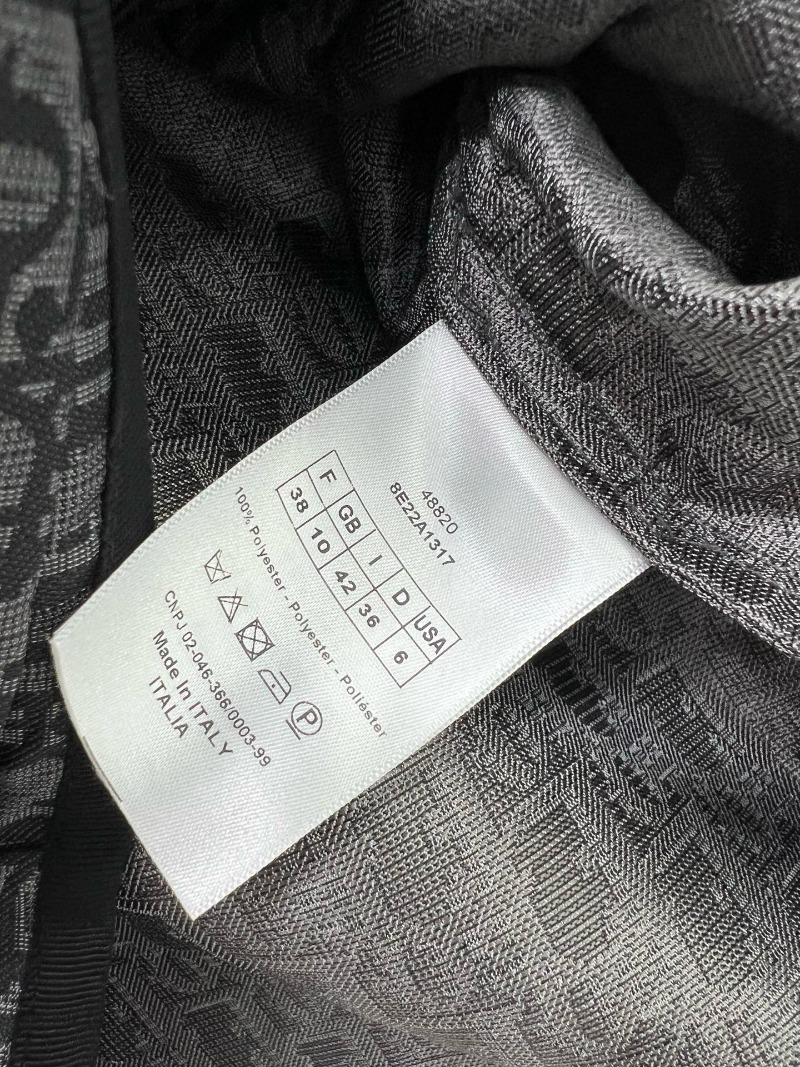 48820
8E22A1317
F GB I D USA
38 10 42 36 6
100% Polyester - Polyester - Poliéster
P
CNPJ 02-046-366/0003-99
Made In ITALY
ITALIA